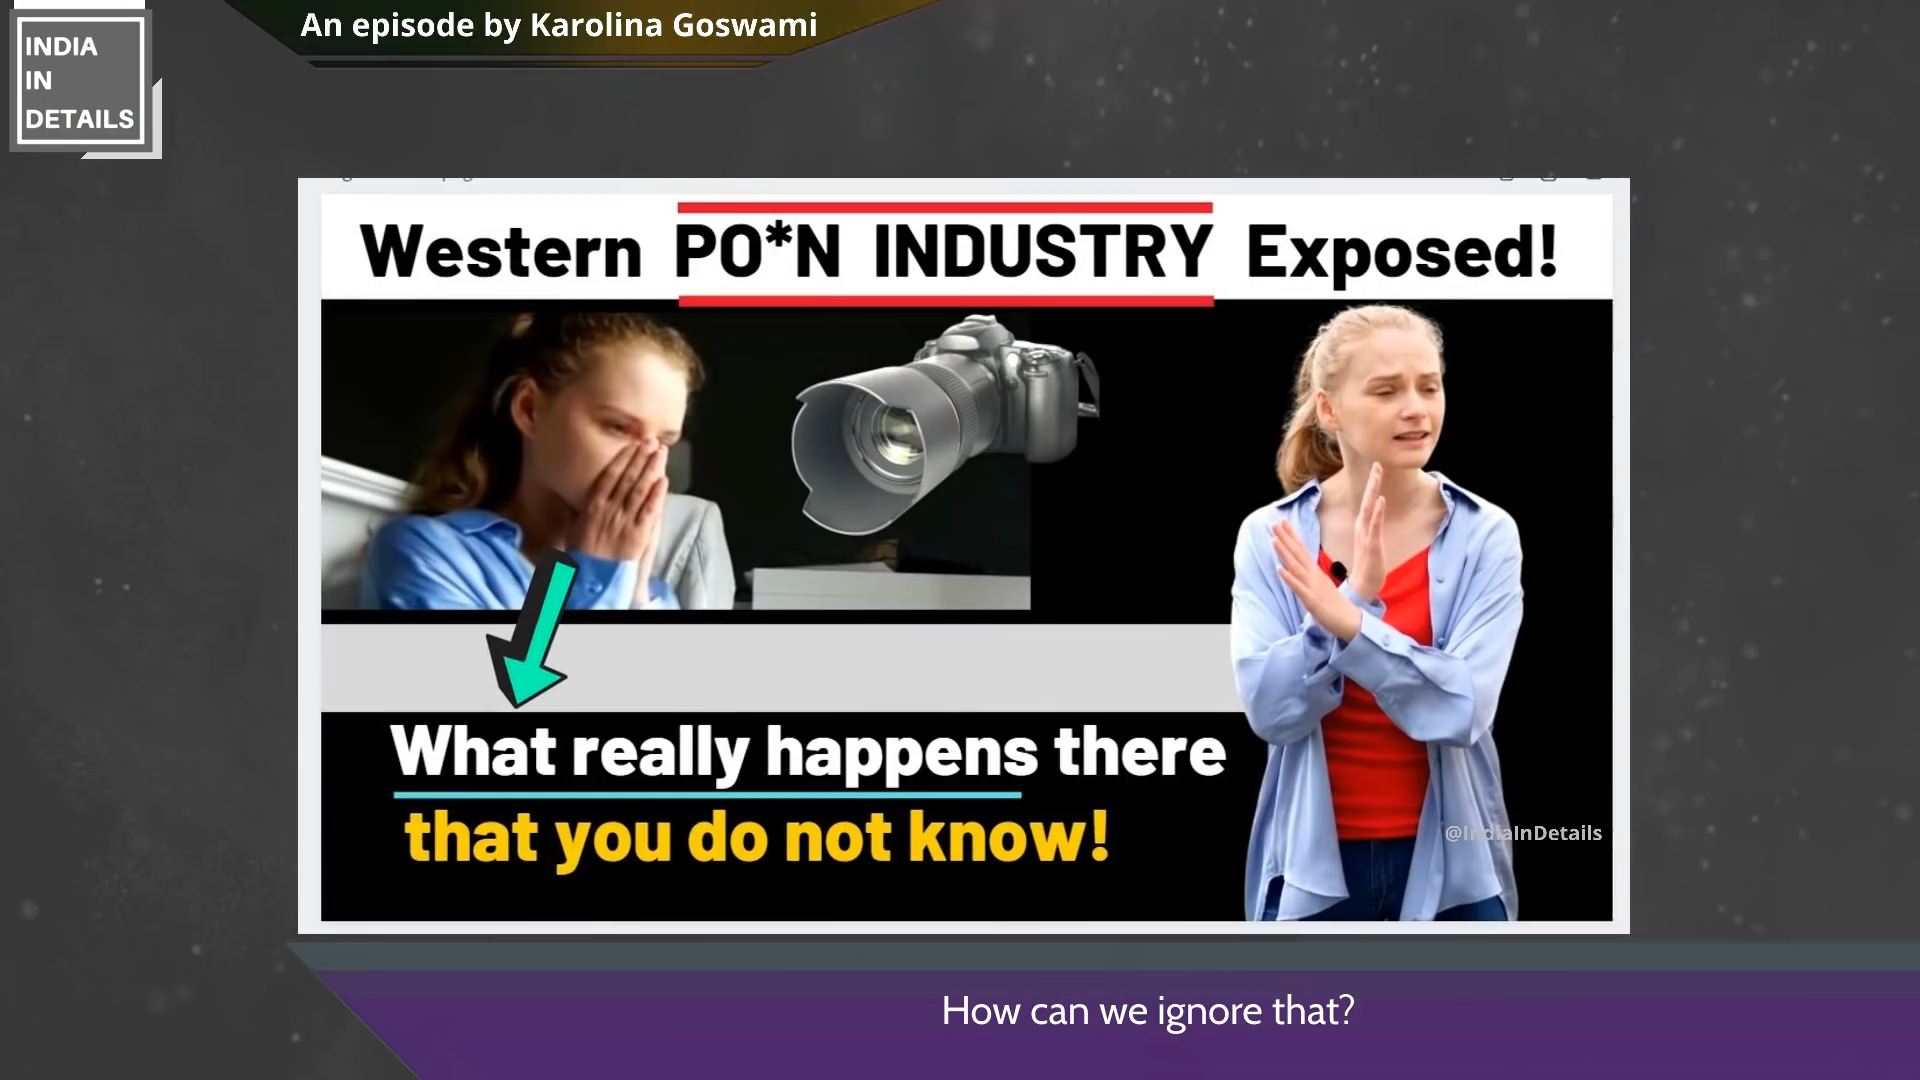 An episode by Karolina Goswami
INDIA
IN
DETAILS
Western PO*N INDUSTRY Exposed!
What really happens there
that you do not know!
@IndiaInDetails
How can we ignore that?